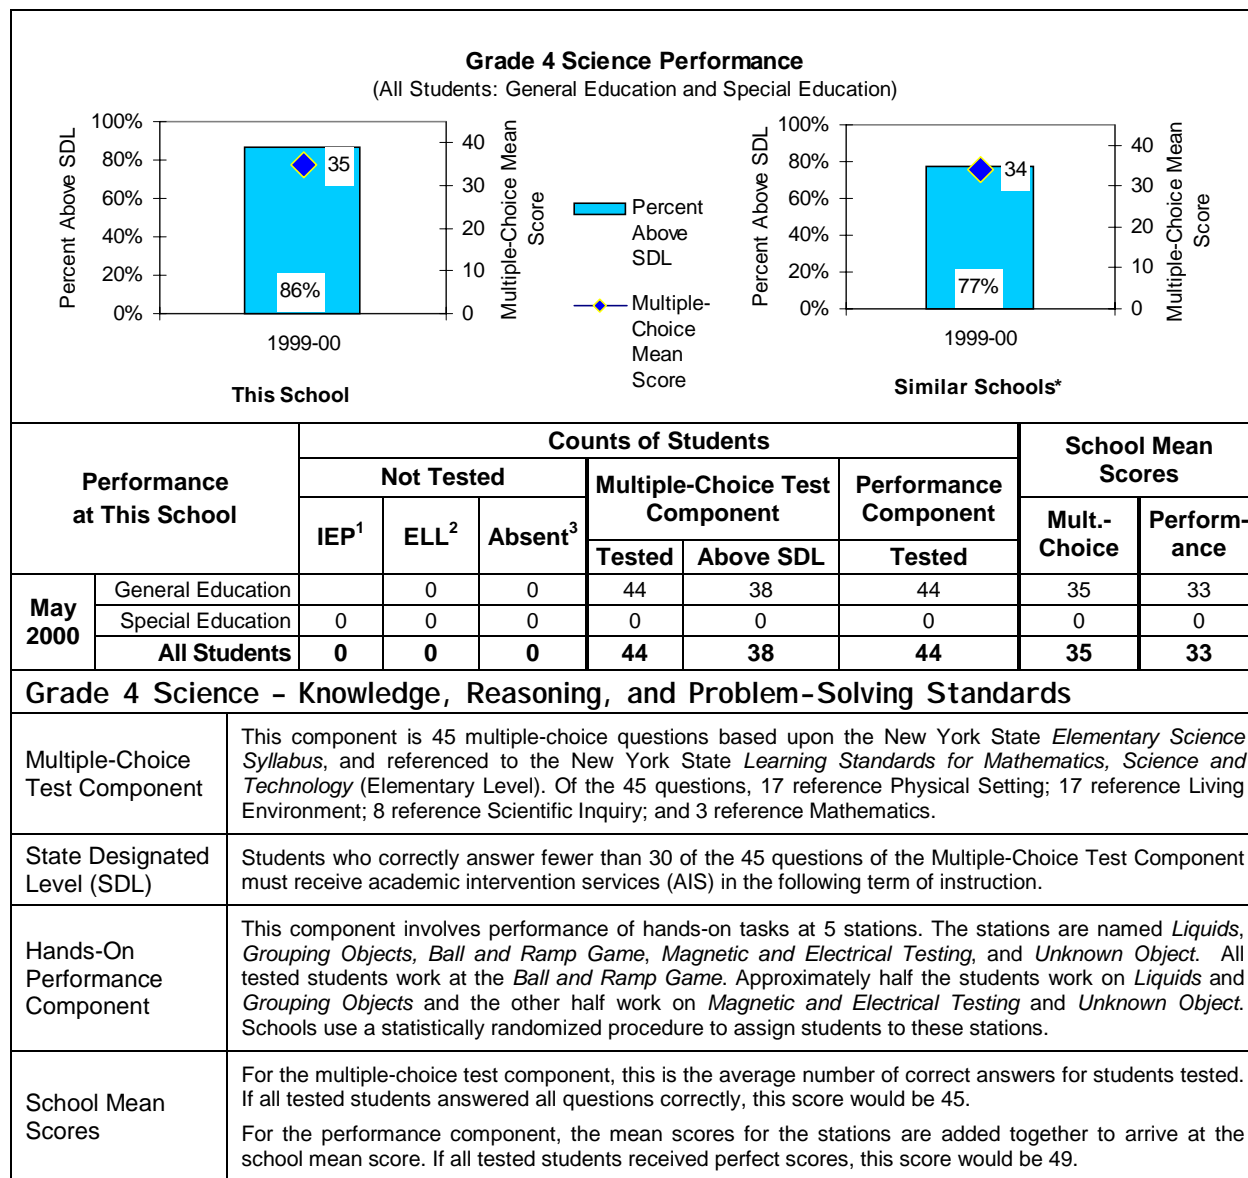 Grade 4 Science Performance
(All Students: General Education and Special Education)
Percent Above SDL
100%
80%
60%
40%
20%
0%
35
86%
40
30
20
10
0
Multiple-Choice Mean
Score
1999-00
This School
Percent
Above
SDL
Multiple-
Choice
Mean
Score
Percent Above SDL
100%
80%
60%
40%
20%
0%
34
77%
40
30
20
10
0
Multiple-Choice Mean
Score
1999-00
Similar Schools*
Performance
at This School
Counts of Students
School Mean
Scores
Not Tested
Multiple-Choice Test
Component
Performance
Component
IEP1 ELL2 Absent3
Mult.-
Choice
Perform-
ance
Tested Above SDL Tested
May
2000
General Education 0 0 44 38 44 35 33
Special Education 0 0 0 0 0 0 0 0
All Students 0 0 0 44 38 44 35 33
Grade 4 Science – Knowledge, Reasoning, and Problem-Solving Standards
Multiple-Choice
Test Component
This component is 45 multiple-choice questions based upon the New York State Elementary Science
Syllabus, and referenced to the New York State Learning Standards for Mathematics, Science and
Technology (Elementary Level). Of the 45 questions, 17 reference Physical Setting; 17 reference Living
Environment; 8 reference Scientific Inquiry; and 3 reference Mathematics.
State Designated
Level (SDL)
Students who correctly answer fewer than 30 of the 45 questions of the Multiple-Choice Test Component
must receive academic intervention services (AIS) in the following term of instruction.
Hands-On
Performance
Component
This component involves performance of hands-on tasks at 5 stations. The stations are named Liquids,
Grouping Objects, Ball and Ramp Game, Magnetic and Electrical Testing, and Unknown Object. All
tested students work at the Ball and Ramp Game. Approximately half the students work on Liquids and
Grouping Objects and the other half work on Magnetic and Electrical Testing and Unknown Object.
Schools use a statistically randomized procedure to assign students to these stations.
School Mean
Scores
For the multiple-choice test component, this is the average number of correct answers for students tested.
If all tested students answered all questions correctly, this score would be 45.
For the performance component, the mean scores for the stations are added together to arrive at the
school mean score. If all tested students received perfect scores, this score would be 49.